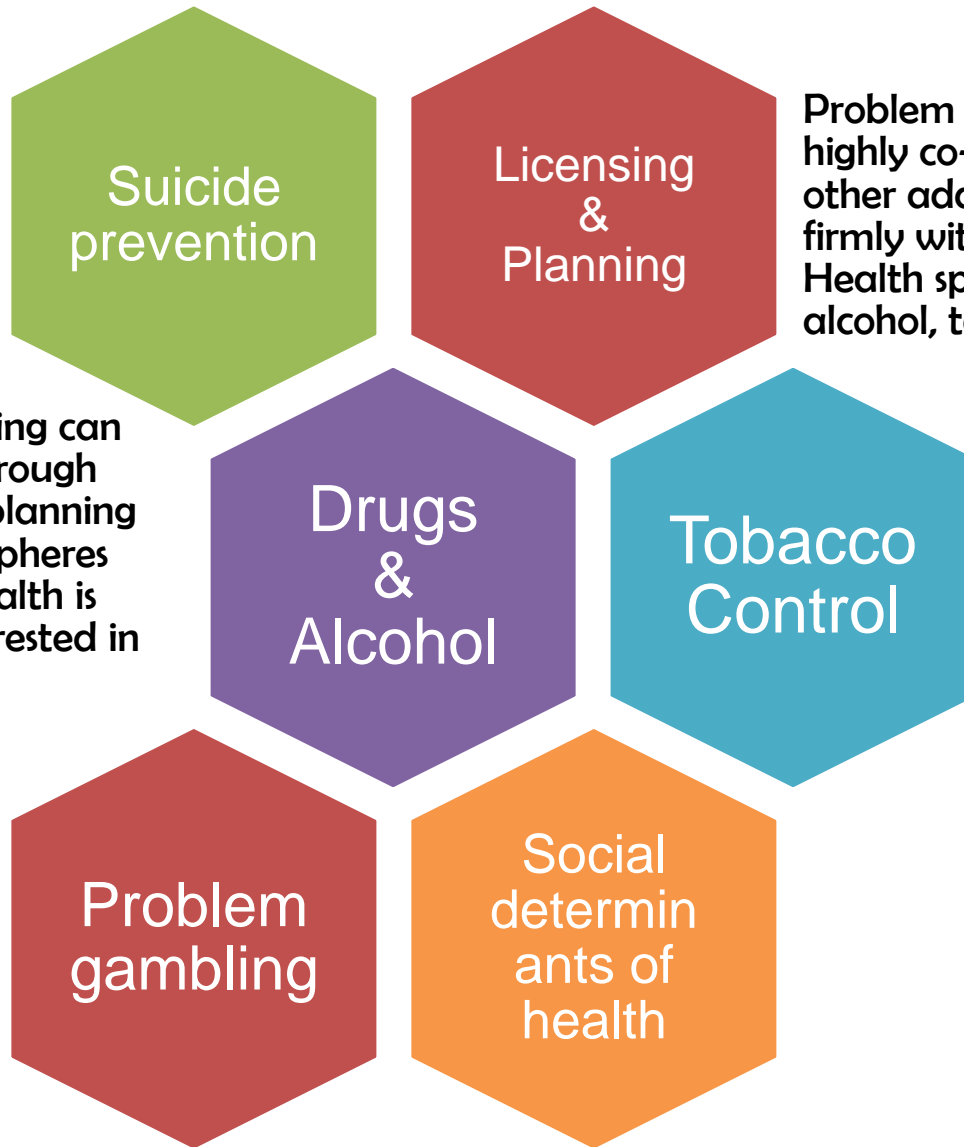 Suicide
prevention
Licensing
&
Planning
Problem
highly co-
other
firmly wit
Health sp
alcohol, t
ing can
rough
planning
pheres
alth is
rested in
Drugs
&
Alcohol
Tobacco
Control
Problem
gambling
Social
determin
ants of
health